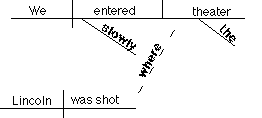 We entered theater
slowly
the
where
Lincoln was shot